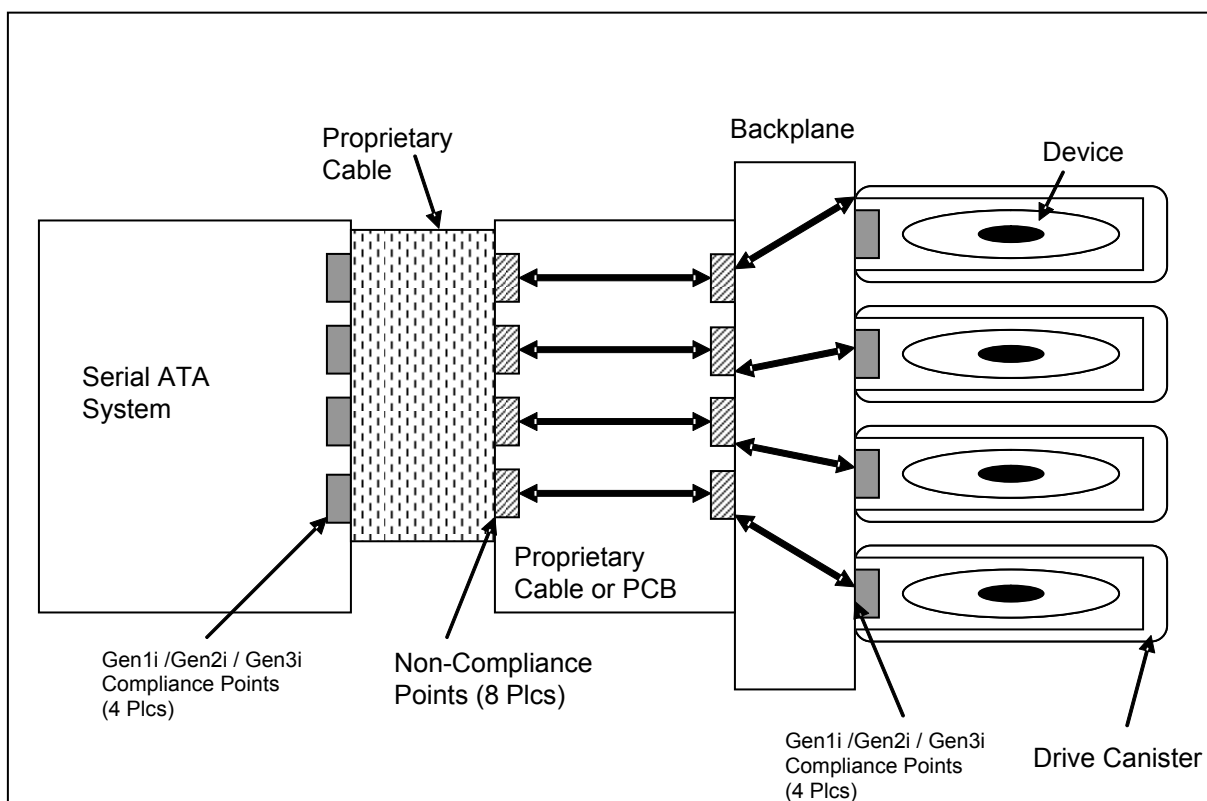 Proprietary
Cable
Backplane
Device
Serial ATA
System
Proprietary
Cable or PCB
Gen1i /Gen2i / Gen3i
Compliance Points
(4 Plcs)
Non-Compliance
Points (8 Plcs)
Gen1i /Gen2i / Gen3i
Compliance Points
(4 Plcs)
Drive Canister